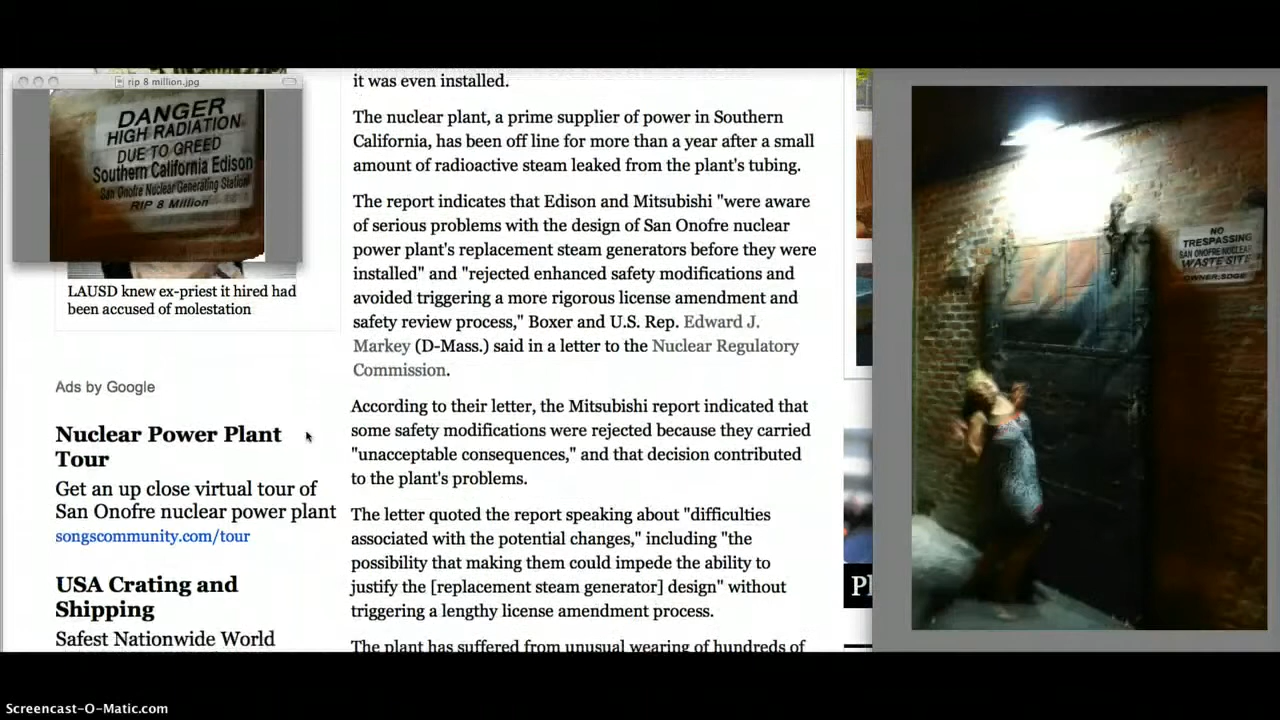 rip 8 million.jpg
DANGER
HIGH RADIATION
DUE TO GREED
Southern California Edison
San Onofre Nuclear Generating Station
RIP 8 Million
LAUSD knew ex-priest it hired had
been accused of molestation
Ads by Google
Nuclear Power Plant
Tour
Get an up close virtual tour of
San Onofre nuclear power plant
songscommunity.com/tour
USA Crating and
Shipping
Safest Nationwide World
it was even installed.
The nuclear plant, a prime supplier of power in Southern
California, has been off line for more than a year after a small
amount of radioactive steam leaked from the plant's tubing.
The report indicates that Edison and Mitsubishi "were aware
of serious problems with the design of San Onofre nuclear
power plant's replacement steam generators before they were
installed" and "rejected enhanced safety modifications and
avoided triggering a more rigorous license amendment and
safety review process," Boxer and U.S. Rep. Edward J.
Markey (D-Mass.) said in a letter to the Nuclear Regulatory
Commission.
According to their letter, the Mitsubishi report indicated that
some safety modifications were rejected because they carried
"unacceptable consequences," and that decision contributed
to the plant's problems.
The letter quoted the report speaking about "difficulties
associated with the potential changes," including "the
possibility that making them could impede the ability to
justify the [replacement steam generator] design" without
triggering a lengthy license amendment process.
The plant has suffered from unusual wearing of hundreds of
NO
TRESPASSING
SAN ONOFRE NUCLEAR
WASTE SITE
OWNER, SDGE
Screencast-O-Matic.com